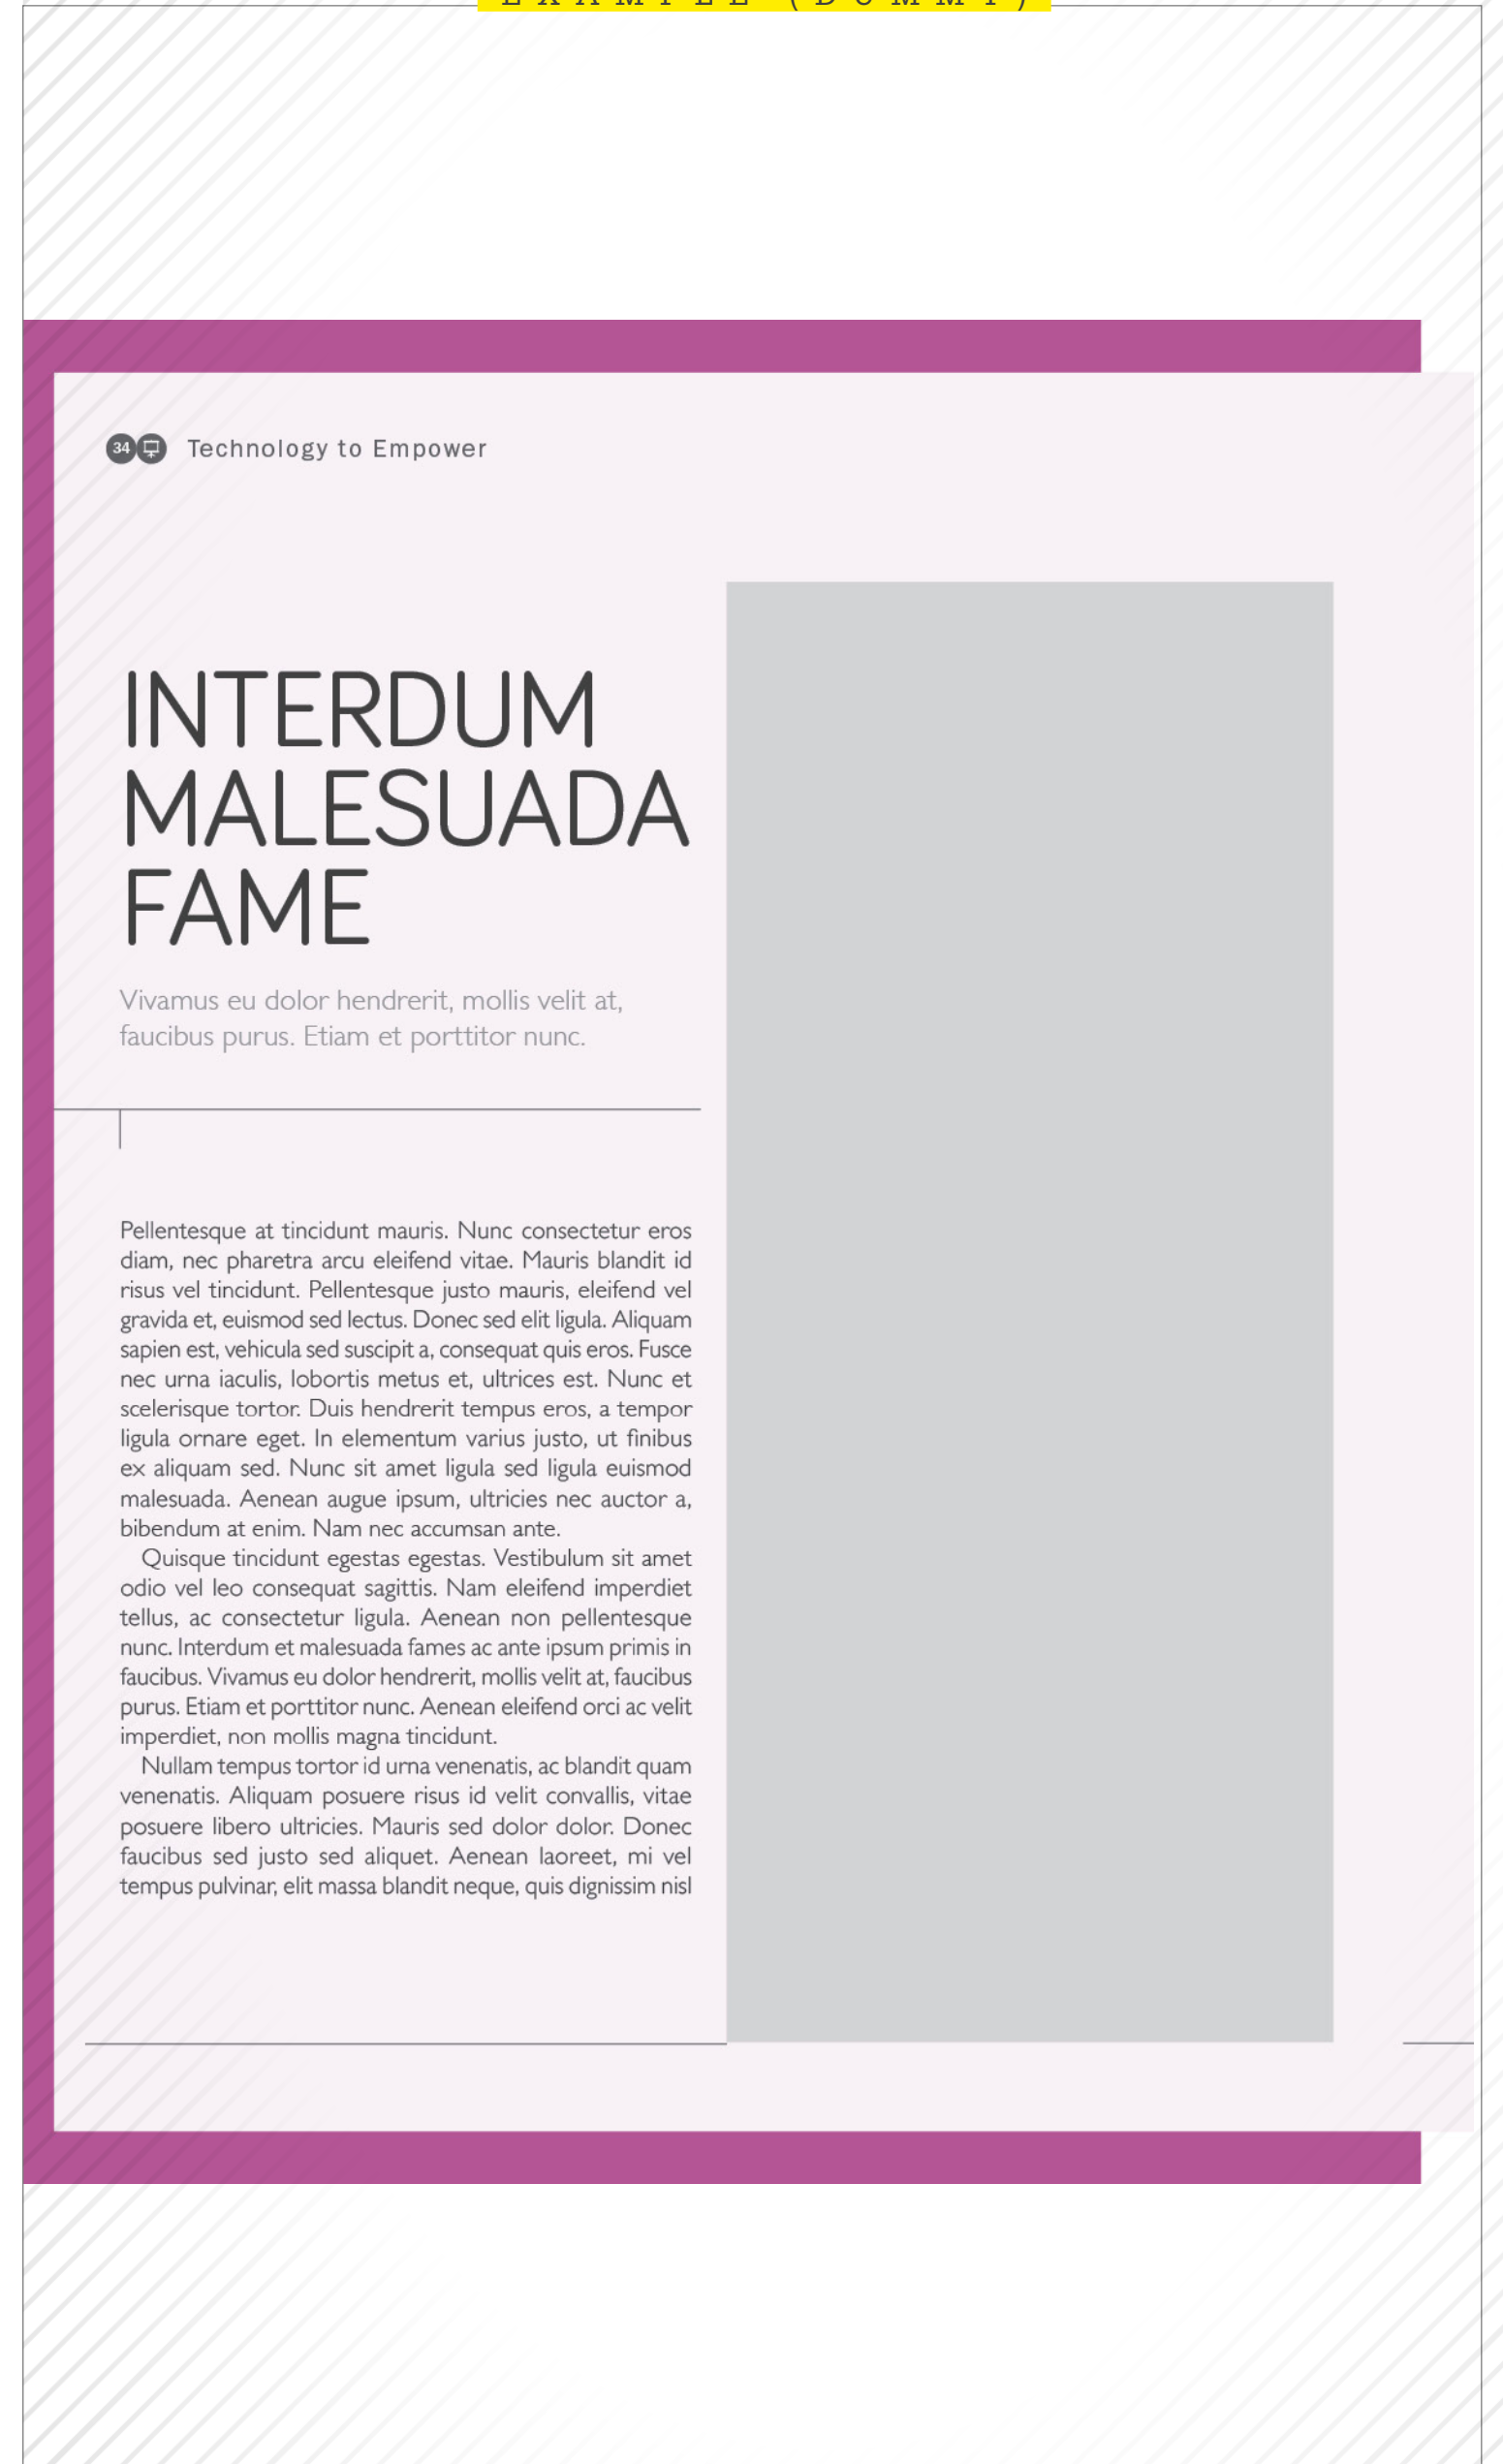 EXAMPLE (DUMMY)
34 Technology to Empower
INTERDUM
MALESUADA
FAME
Vivamus eu dolor hendrerit, mollis velit at,
faucibus purus. Etiam et porttitor nunc.
Pellentesque at tincidunt mauris. Nunc consectetur eros
diam, nec pharetra arcu eleifend vitae. Mauris blandit id
risus vel tincidunt. Pellentesque justo mauris, eleifend vel
gravida et, euismod sed lectus. Donec sed elit ligula. Aliquam
sapien est, vehicula sed suscipit a, consequat quis eros. Fusce
nec urna iaculis, lobortis metus et, ultrices est. Nunc et
scelerisque tortor. Duis hendrerit tempus eros, a tempor
ligula ornare eget. In elementum varius justo, ut finibus
ex aliquam sed. Nunc sit amet ligula sed ligula euismod
malesuada. Aenean augue ipsum, ultricies nec auctor a,
bibendum at enim. Nam nec accumsan ante.
Quisque tincidunt egestas egestas. Vestibulum sit amet
odio vel leo consequat sagittis. Nam eleifend imperdiet
tellus, ac consectetur ligula. Aenean non pellentesque
nunc. Interdum et malesuada fames ac ante ipsum primis in
faucibus. Vivamus eu dolor hendrerit, mollis velit at, faucibus
purus. Etiam et porttitor nunc. Aenean eleifend orci ac velit
imperdiet, non mollis magna tincidunt.
Nullam tempus tortor id urna venenatis, ac blandit quam
venenatis. Aliquam posuere risus id velit convallis, vitae
posuere libero ultricies. Mauris sed dolor dolor. Donec
faucibus sed justo sed aliquet. Aenean laoreet, mi vel
tempus pulvinar, elit massa blandit neque, quis dignissim nisl